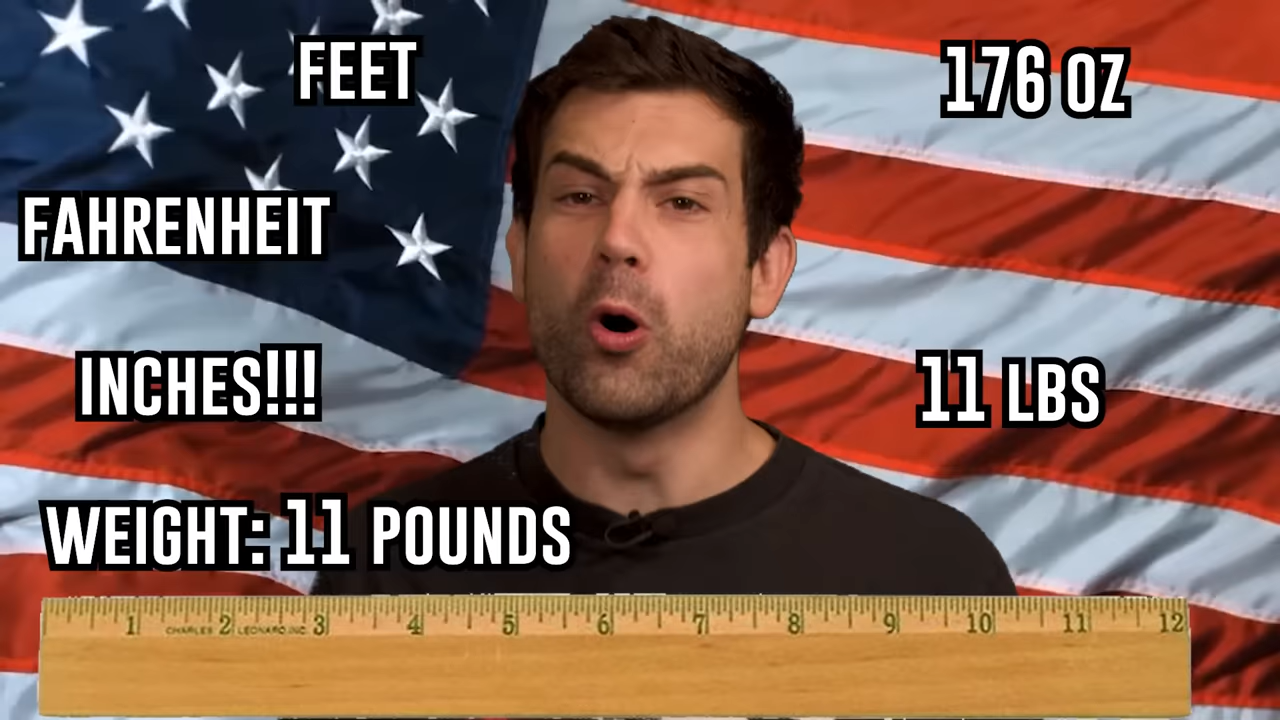 FEET
176 OZ
FAHRENHEIT
INCHES!!!
11 LBS
WEIGHT: 11 POUNDS
1 2 3 4 5 6 7 8 9 10 11 12
CHARLES LEONARD INC.